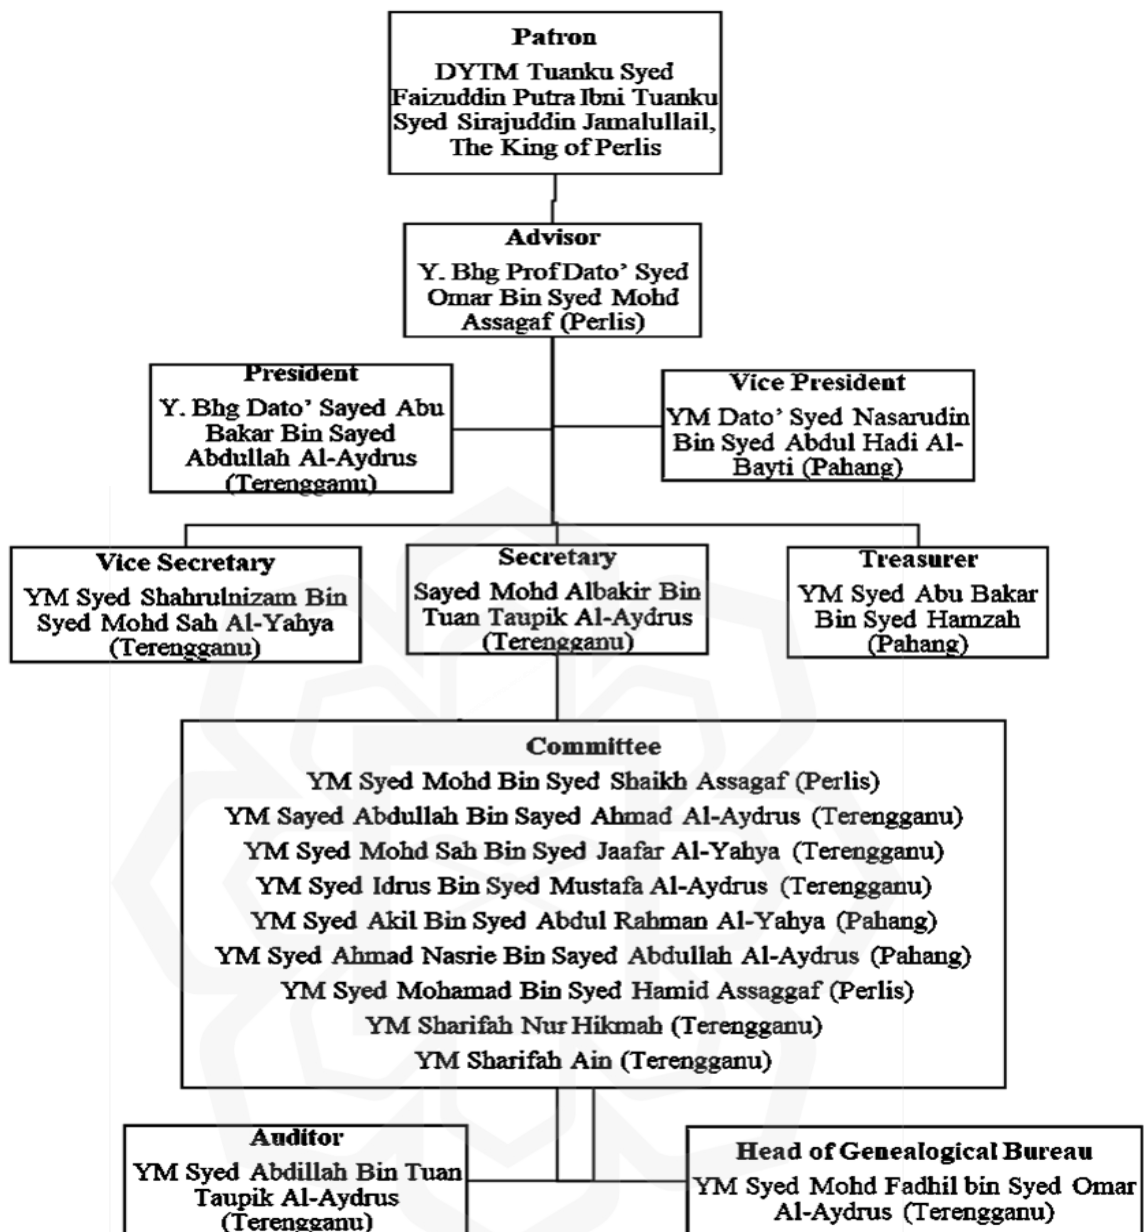 Patron
DYTM Tuanku Syed
Faizuddin Putra Ibni Tuanku
Syed Sirajuddin Jamalullail,
The King of Perlis
Advisor
Y. Bhg Prof Dato’ Syed
Omar Bin Syed Mohd
Assagaf (Perlis)
President
Y. Bhg Dato’ Sayed Abu
Bakar Bin Sayed
Abdullah Al-Aydrus
(Terengganu)
Vice President
YM Dato’ Syed Nasarudin
Bin Syed Abdul Hadi Al-
Bayti (Pahang)
Vice Secretary
YM Syed Shahrulnizam Bin
Syed Mohd Sah Al-Yahya
(Terengganu)
Secretary
Sayed Mohd Albakir Bin
Tuan Taupik Al-Aydrus
(Terengganu)
Treasurer
YM Syed Abu Bakar
Bin Syed Hamzah
(Pahang)
Committee
YM Syed Mohd Bin Syed Shaikh Assagaf (Perlis)
YM Sayed Abdullah Bin Sayed Ahmad Al-Aydrus (Terengganu)
YM Syed Mohd Sah Bin Syed Jaafar Al-Yahya (Terengganu)
YM Syed Idrus Bin Syed Mustafa Al-Aydrus (Terengganu)
YM Syed Akil Bin Syed Abdul Rahman Al-Yahya (Pahang)
YM Syed Ahmad Nasrie Bin Sayed Abdullah Al-Aydrus (Pahang)
YM Syed Mohamad Bin Syed Hamid Assaggaf (Perlis)
YM Sharifah Nur Hikmah (Terengganu)
YM Sharifah Ain (Terengganu)
Auditor
YM Syed Abdillah Bin Tuan
Taupik Al-Aydrus
(Terengganu)
Head of Genealogical Bureau
YM Syed Mohd Fadhil bin Syed Omar
Al-Aydrus (Terengganu)